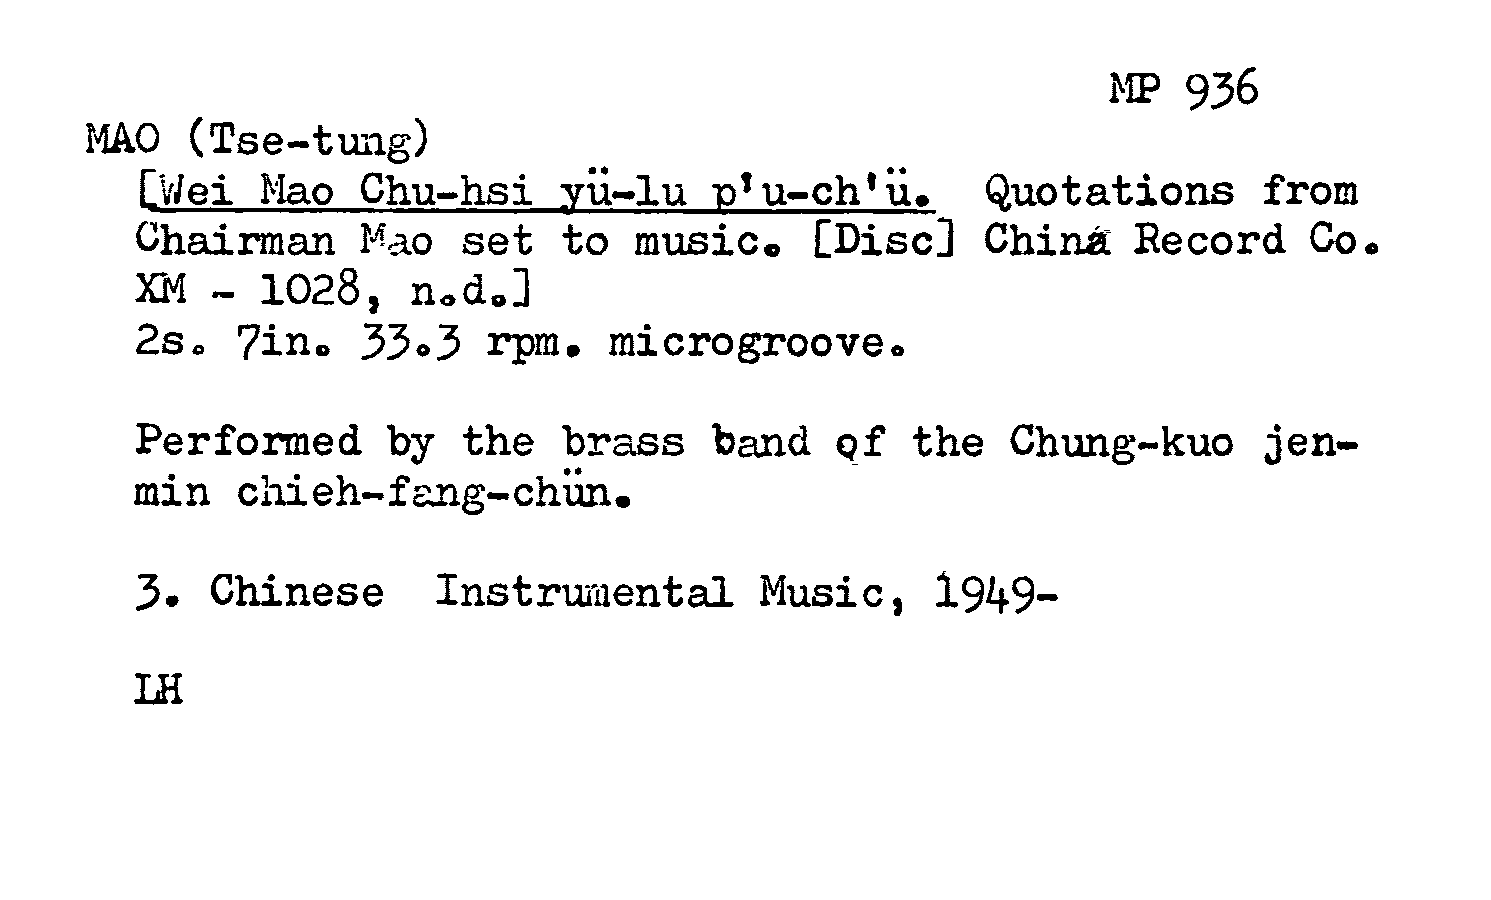 MP 936
MAO (Tse-tung)
[Wei Mao Chu-hsi yü-lu p'u-ch'ü. Quotations from
Chairman Mao set to music. [Disc] China Record Co.
XM - 1028, n.d.]
2s. 7in. 33.3 rpm. microgroove.
Performed by the brass band of the Chung-kuo jen-
min chieh-fang-chün.
3. Chinese Instrumental Music, 1949-
LH